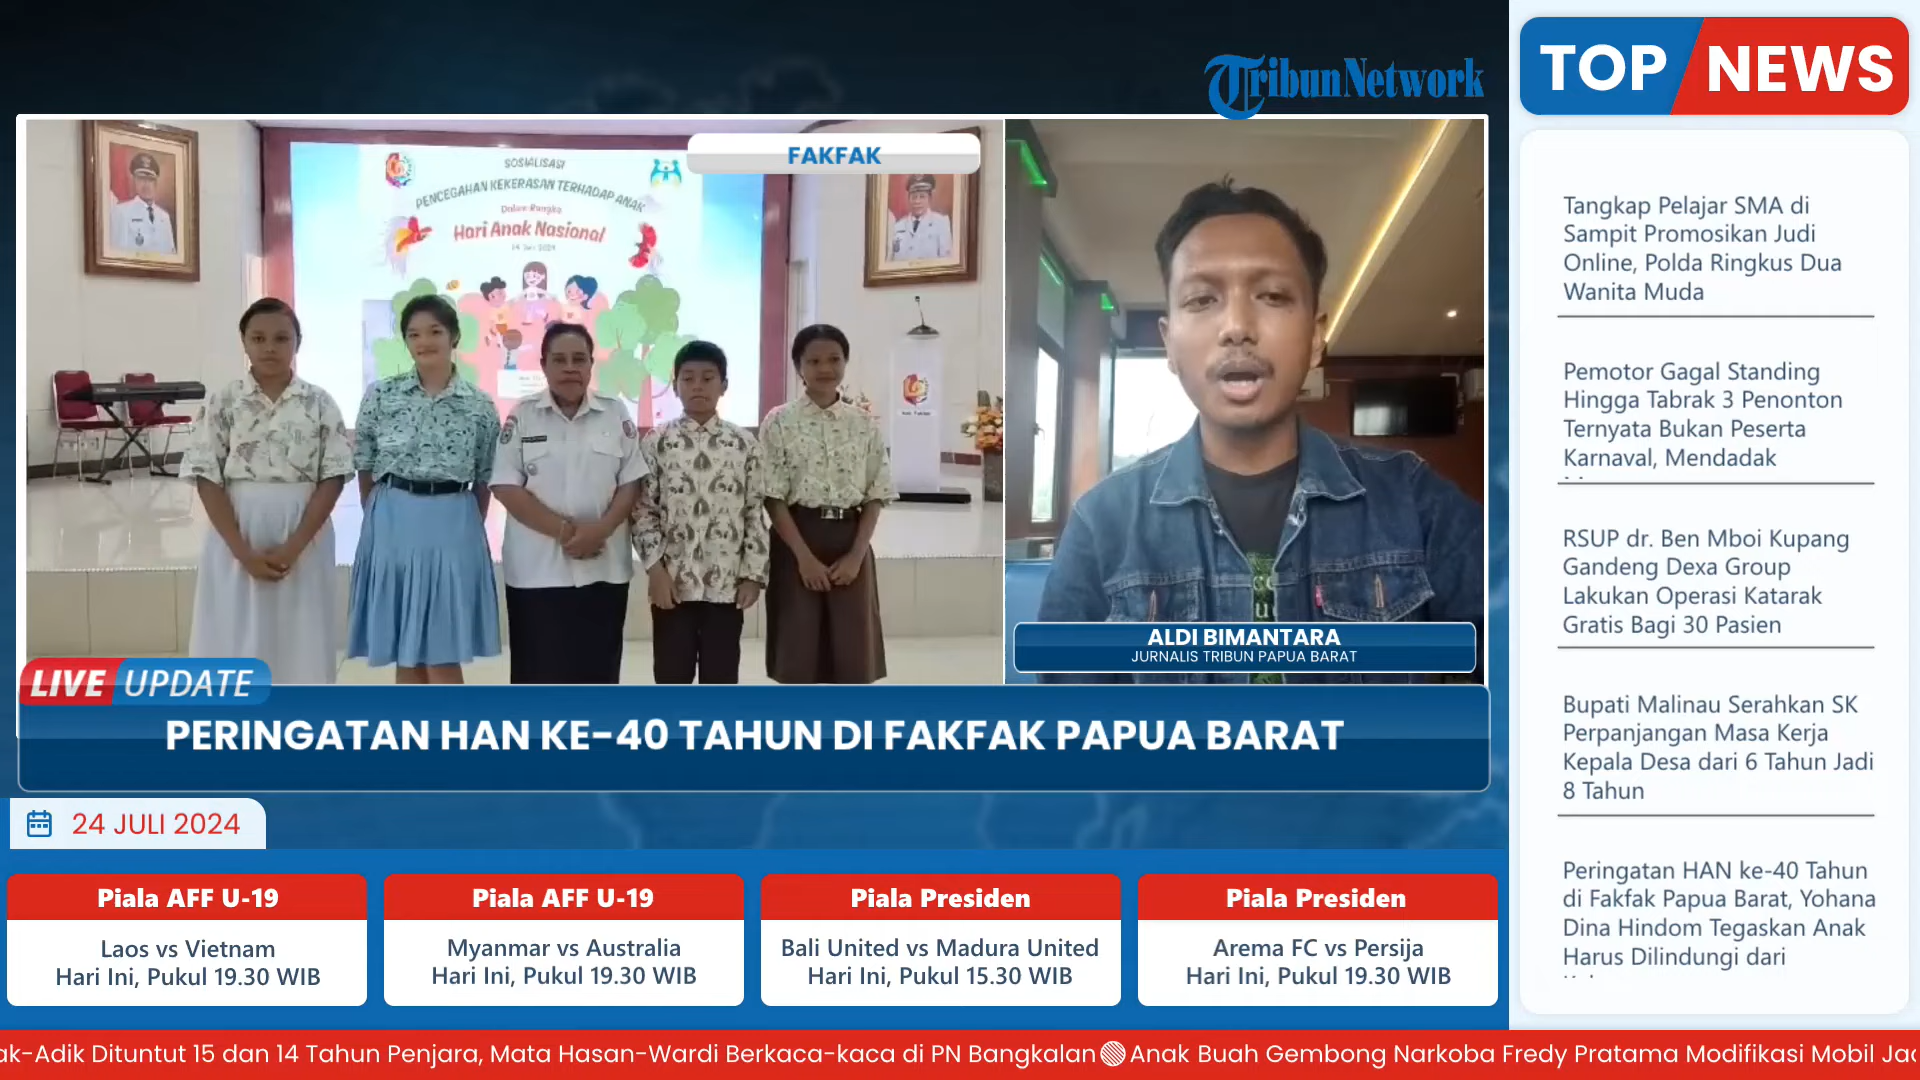 TribunNetwork
TOP NEWS
FAKFAK
SOSIALISASI
PENCEGAHAN KEKERASAN TERHADAP ANAK
Dalam Rangka
Hari Anak Nasional
24 Juli 2024
ALDI BIMANTARA
JURNALIS TRIBUN PAPUA BARAT
LIVE UPDATE
PERINGATAN HAN KE-40 TAHUN DI FAKFAK PAPUA BARAT
24 JULI 2024
Piala AFF U-19
Laos vs Vietnam
Hari Ini, Pukul 19.30 WIB
Piala AFF U-19
Myanmar vs Australia
Hari Ini, Pukul 19.30 WIB
Piala Presiden
Bali United vs Madura United
Hari Ini, Pukul 15.30 WIB
Piala Presiden
Arema FC vs Persija
Hari Ini, Pukul 19.30 WIB
Tangkap Pelajar SMA di
Sampit Promosikan Judi
Online, Polda Ringkus Dua
Wanita Muda
Pemotor Gagal Standing
Hingga Tabrak 3 Penonton
Ternyata Bukan Peserta
Karnaval, Mendadak
RSUP dr. Ben Mboi Kupang
Gandeng Dexa Group
Lakukan Operasi Katarak
Gratis Bagi 30 Pasien
Bupati Malinau Serahkan SK
Perpanjangan Masa Kerja
Kepala Desa dari 6 Tahun Jadi
8 Tahun
Peringatan HAN ke-40 Tahun
di Fakfak Papua Barat, Yohana
Dina Hindom Tegaskan Anak
Harus Dilindungi dari
ak-Adik Dituntut 15 dan 14 Tahun Penjara, Mata Hasan-Wardi Berkaca-kaca di PN Bangkalan Anak Buah Gembong Narkoba Fredy Pratama Modifikasi Mobil Jad